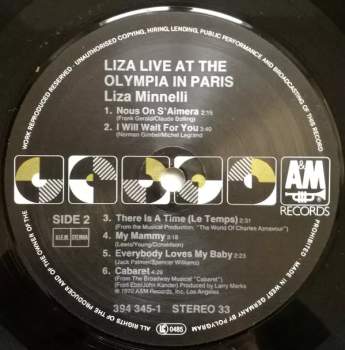 UNAUTHORISED COPYING, HIRING, LENDING, PUBLIC PERFORMANCE AND BROADCASTING OF THIS RECORD
PROHIBITED MADE IN WEST GERMANY BY POLYGRAM
ALL RIGHTS OF THE PRODUCER AND OF THE OWNER OF THE WORK REPRODUCED RESERVED
LIZA LIVE AT THE
OLYMPIA IN PARIS
Liza Minnelli
1. Nous On S'Aimera 2:15
(Frank Gerald/Claude Bolling)
2. I Will Wait For You 3:40
(Norman Gimbel/Michel Legrand)
A&M
RECORDS
SIDE 2
B.I.E.M. STEMRA
3. There Is A Time (Le Temps) 2:31
(From the Musical Production, "The World Of Charles Aznavour")
4. My Mammy 3:18
(Lewis/Young/Donaldson)
5. Everybody Loves My Baby 2:23
(Jack Palmer/Spencer Williams)
6. Cabaret 4:29
(From The Broadway Musical "Cabaret")
(Fred Ebb/John Kander) Produced by Larry Marks
℗ 1972 A&M Records, Inc. Los Angeles
394 345-1 STEREO 33
LC 0485